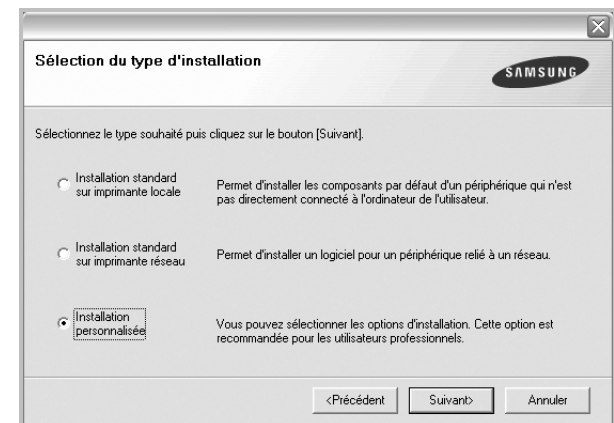 Sélection du type d'installation
SAMSUNG
Sélectionnez le type souhaité puis cliquez sur le bouton [Suivant].
Installation standard
sur imprimante locale
Permet d'installer les composants par défaut d'un périphérique qui n'est
pas directement connecté à l'ordinateur de l'utilisateur.
Installation standard
sur imprimante réseau
Permet d'installer un logiciel pour un périphérique relié à un réseau.
Installation
personnalisée
Vous pouvez sélectionner les options d'installation. Cette option est
recommandée pour les utilisateurs professionnels.
<Précédent
Suivant>
Annuler